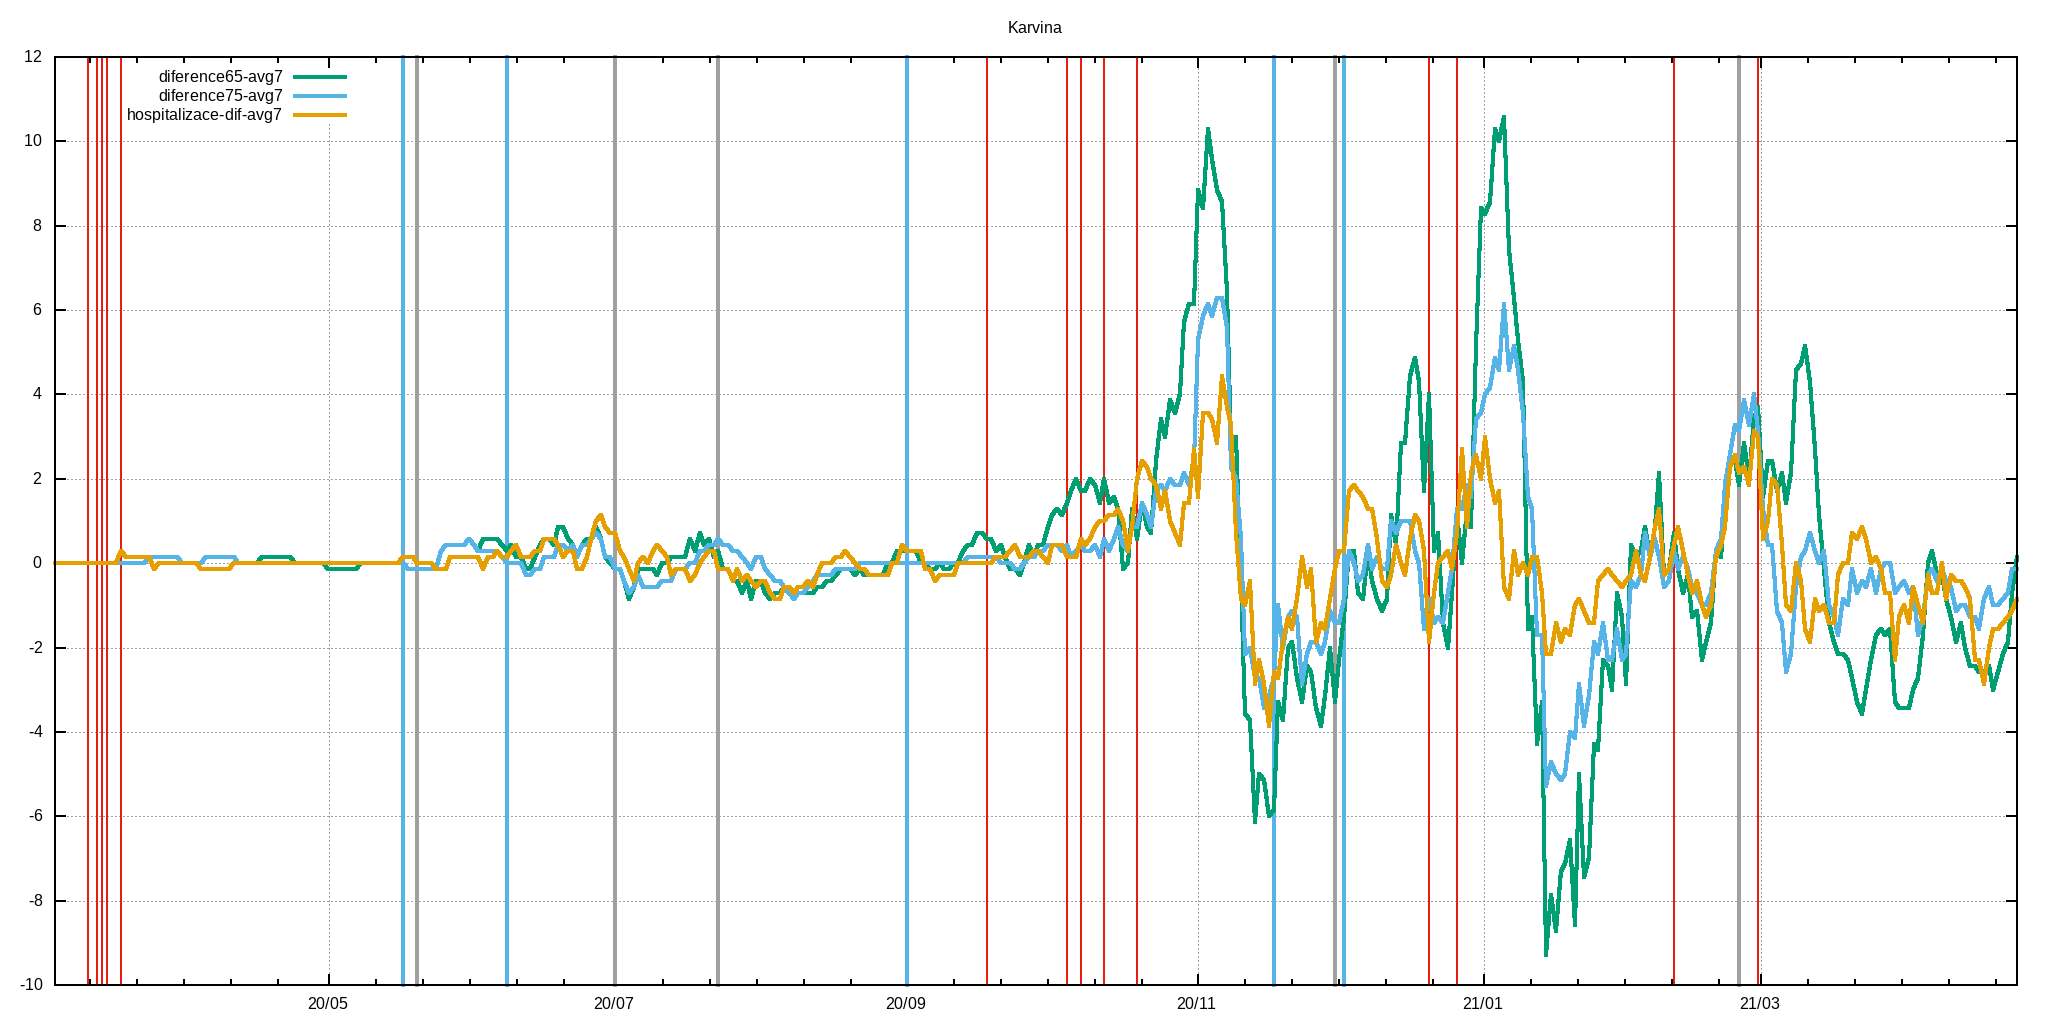 Karvina
12
diference65-avg7
diference75-avg7
hospitalizace-dif-avg7
10
8
6
4
2
0
-2
-4
-6
-8
-10
20/05 20/07 20/09 20/11 21/01 21/03